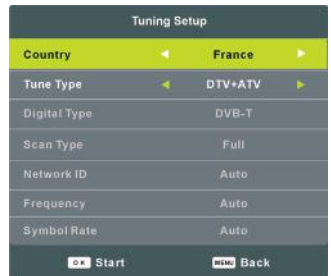 Tuning Setup
Country France
Tune Type DTV+ATV
Digital Type DVB-T
Scan Type Full
Network ID Auto
Frequency Auto
Symbol Rate Auto
OK Start MENU Back